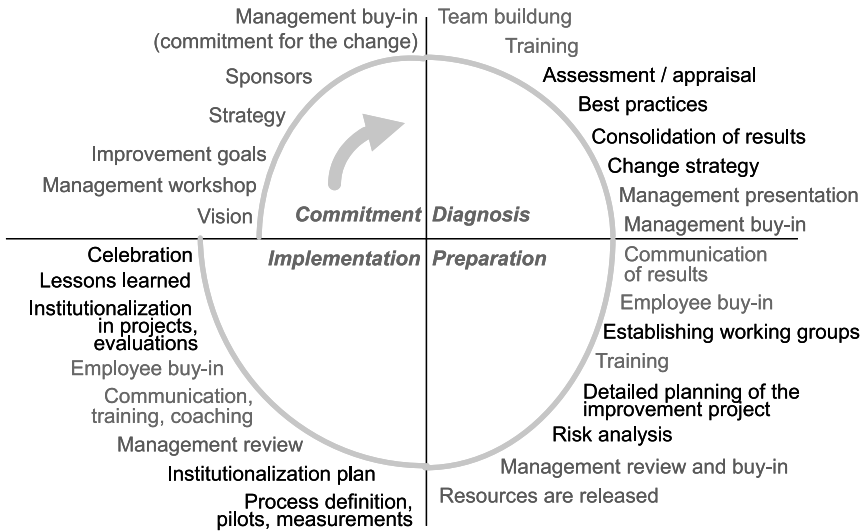 Management buy-in
(commitment for the change)
Sponsors
Strategy
Improvement goals
Management workshop
Vision
Commitment
Team buildung
Training
Assessment / appraisal
Best practices
Consolidation of results
Change strategy
Management presentation
Management buy-in
Diagnosis
Implementation
Celebration
Lessons learned
Institutionalization
in projects,
evaluations
Employee buy-in
Communication,
training, coaching
Management review
Institutionalization plan
Process definition,
pilots, measurements
Preparation
Communication
of results
Employee buy-in
Establishing working groups
Training
Detailed planning of the
improvement project
Risk analysis
Management review and buy-in
Resources are released